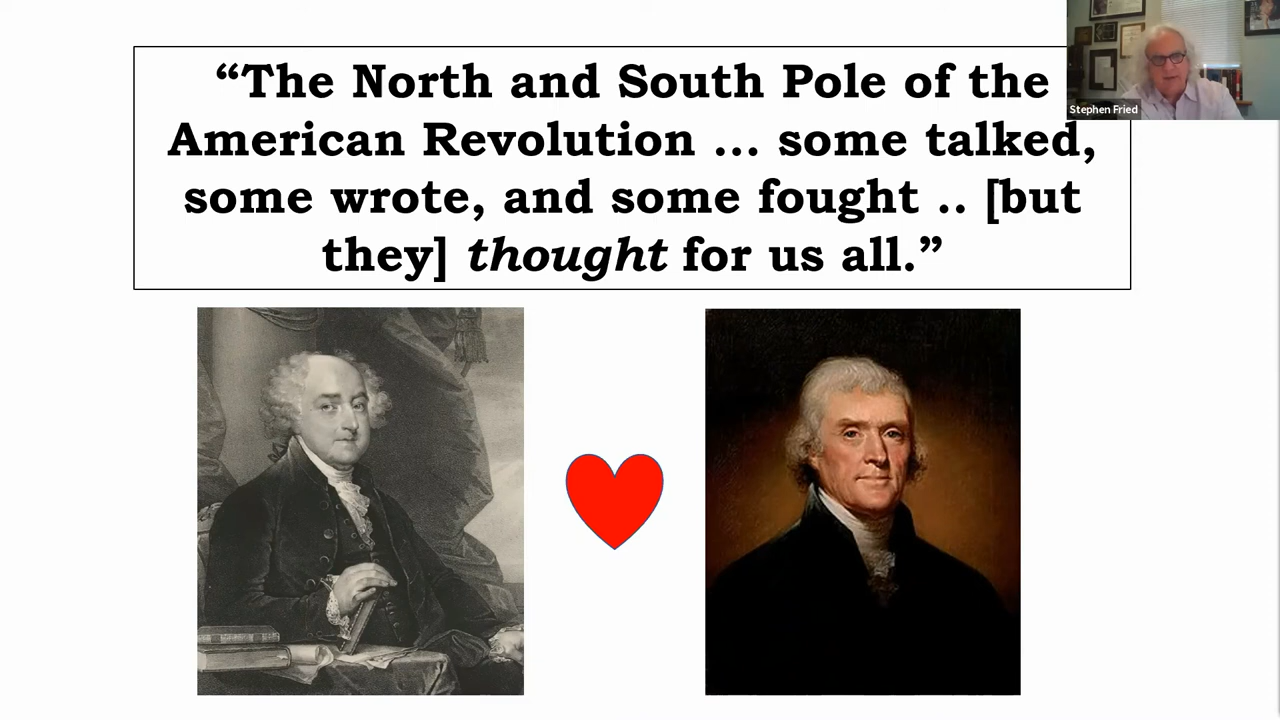 “The North and South Pole of the
American Revolution ... some talked,
some wrote, and some fought .. [but
they] thought for us all.”
Stephen Fried